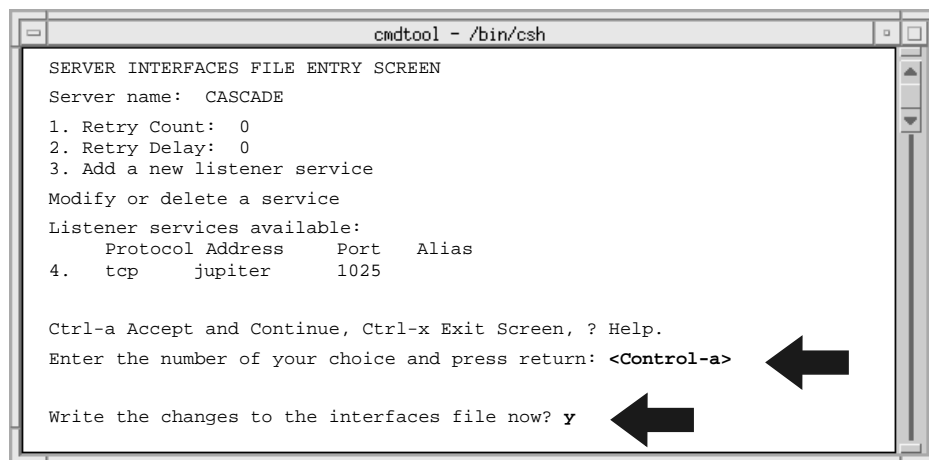 cmdtool - /bin/csh
SERVER INTERFACES FILE ENTRY SCREEN
Server name: CASCADE
1. Retry Count: 0
2. Retry Delay: 0
3. Add a new listener service
Modify or delete a service
Listener services available:
Protocol Address Port Alias
4. tcp jupiter 1025
Ctrl-a Accept and Continue, Ctrl-x Exit Screen, ? Help.
Enter the number of your choice and press return: <Control-a>
Write the changes to the interfaces file now? y